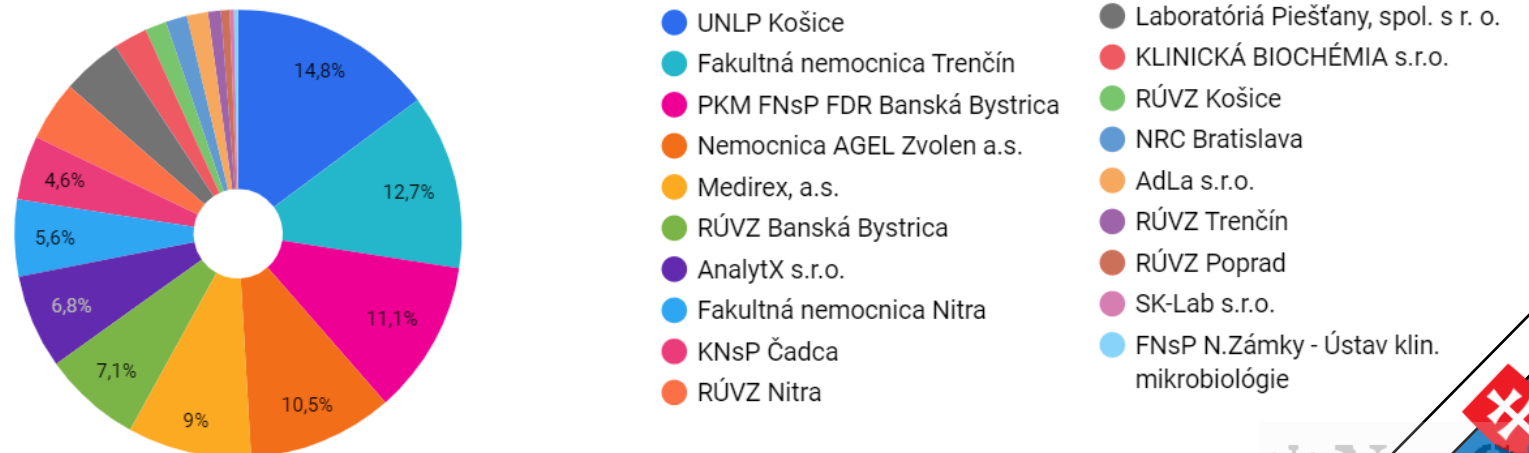 14,8%
12,7%
11,1%
10,5%
9%
7,1%
6,8%
5,6%
4,6%
UNLP Košice
Fakultná nemocnica Trenčín
PKM FNsP FDR Banská Bystrica
Nemocnica AGEL Zvolen a.s.
Medirex, a.s.
RÚVZ Banská Bystrica
AnalytX s.r.o.
Fakultná nemocnica Nitra
KNsP Čadca
RÚVZ Nitra
Laboratóriá Piešťany, spol. s r. o.
KLINICKÁ BIOCHÉMIA s.r.o.
RÚVZ Košice
NRC Bratislava
AdLa s.r.o.
RÚVZ Trenčín
RÚVZ Poprad
SK-Lab s.r.o.
FNsP N.Zámky - Ústav klin.
mikrobiológie